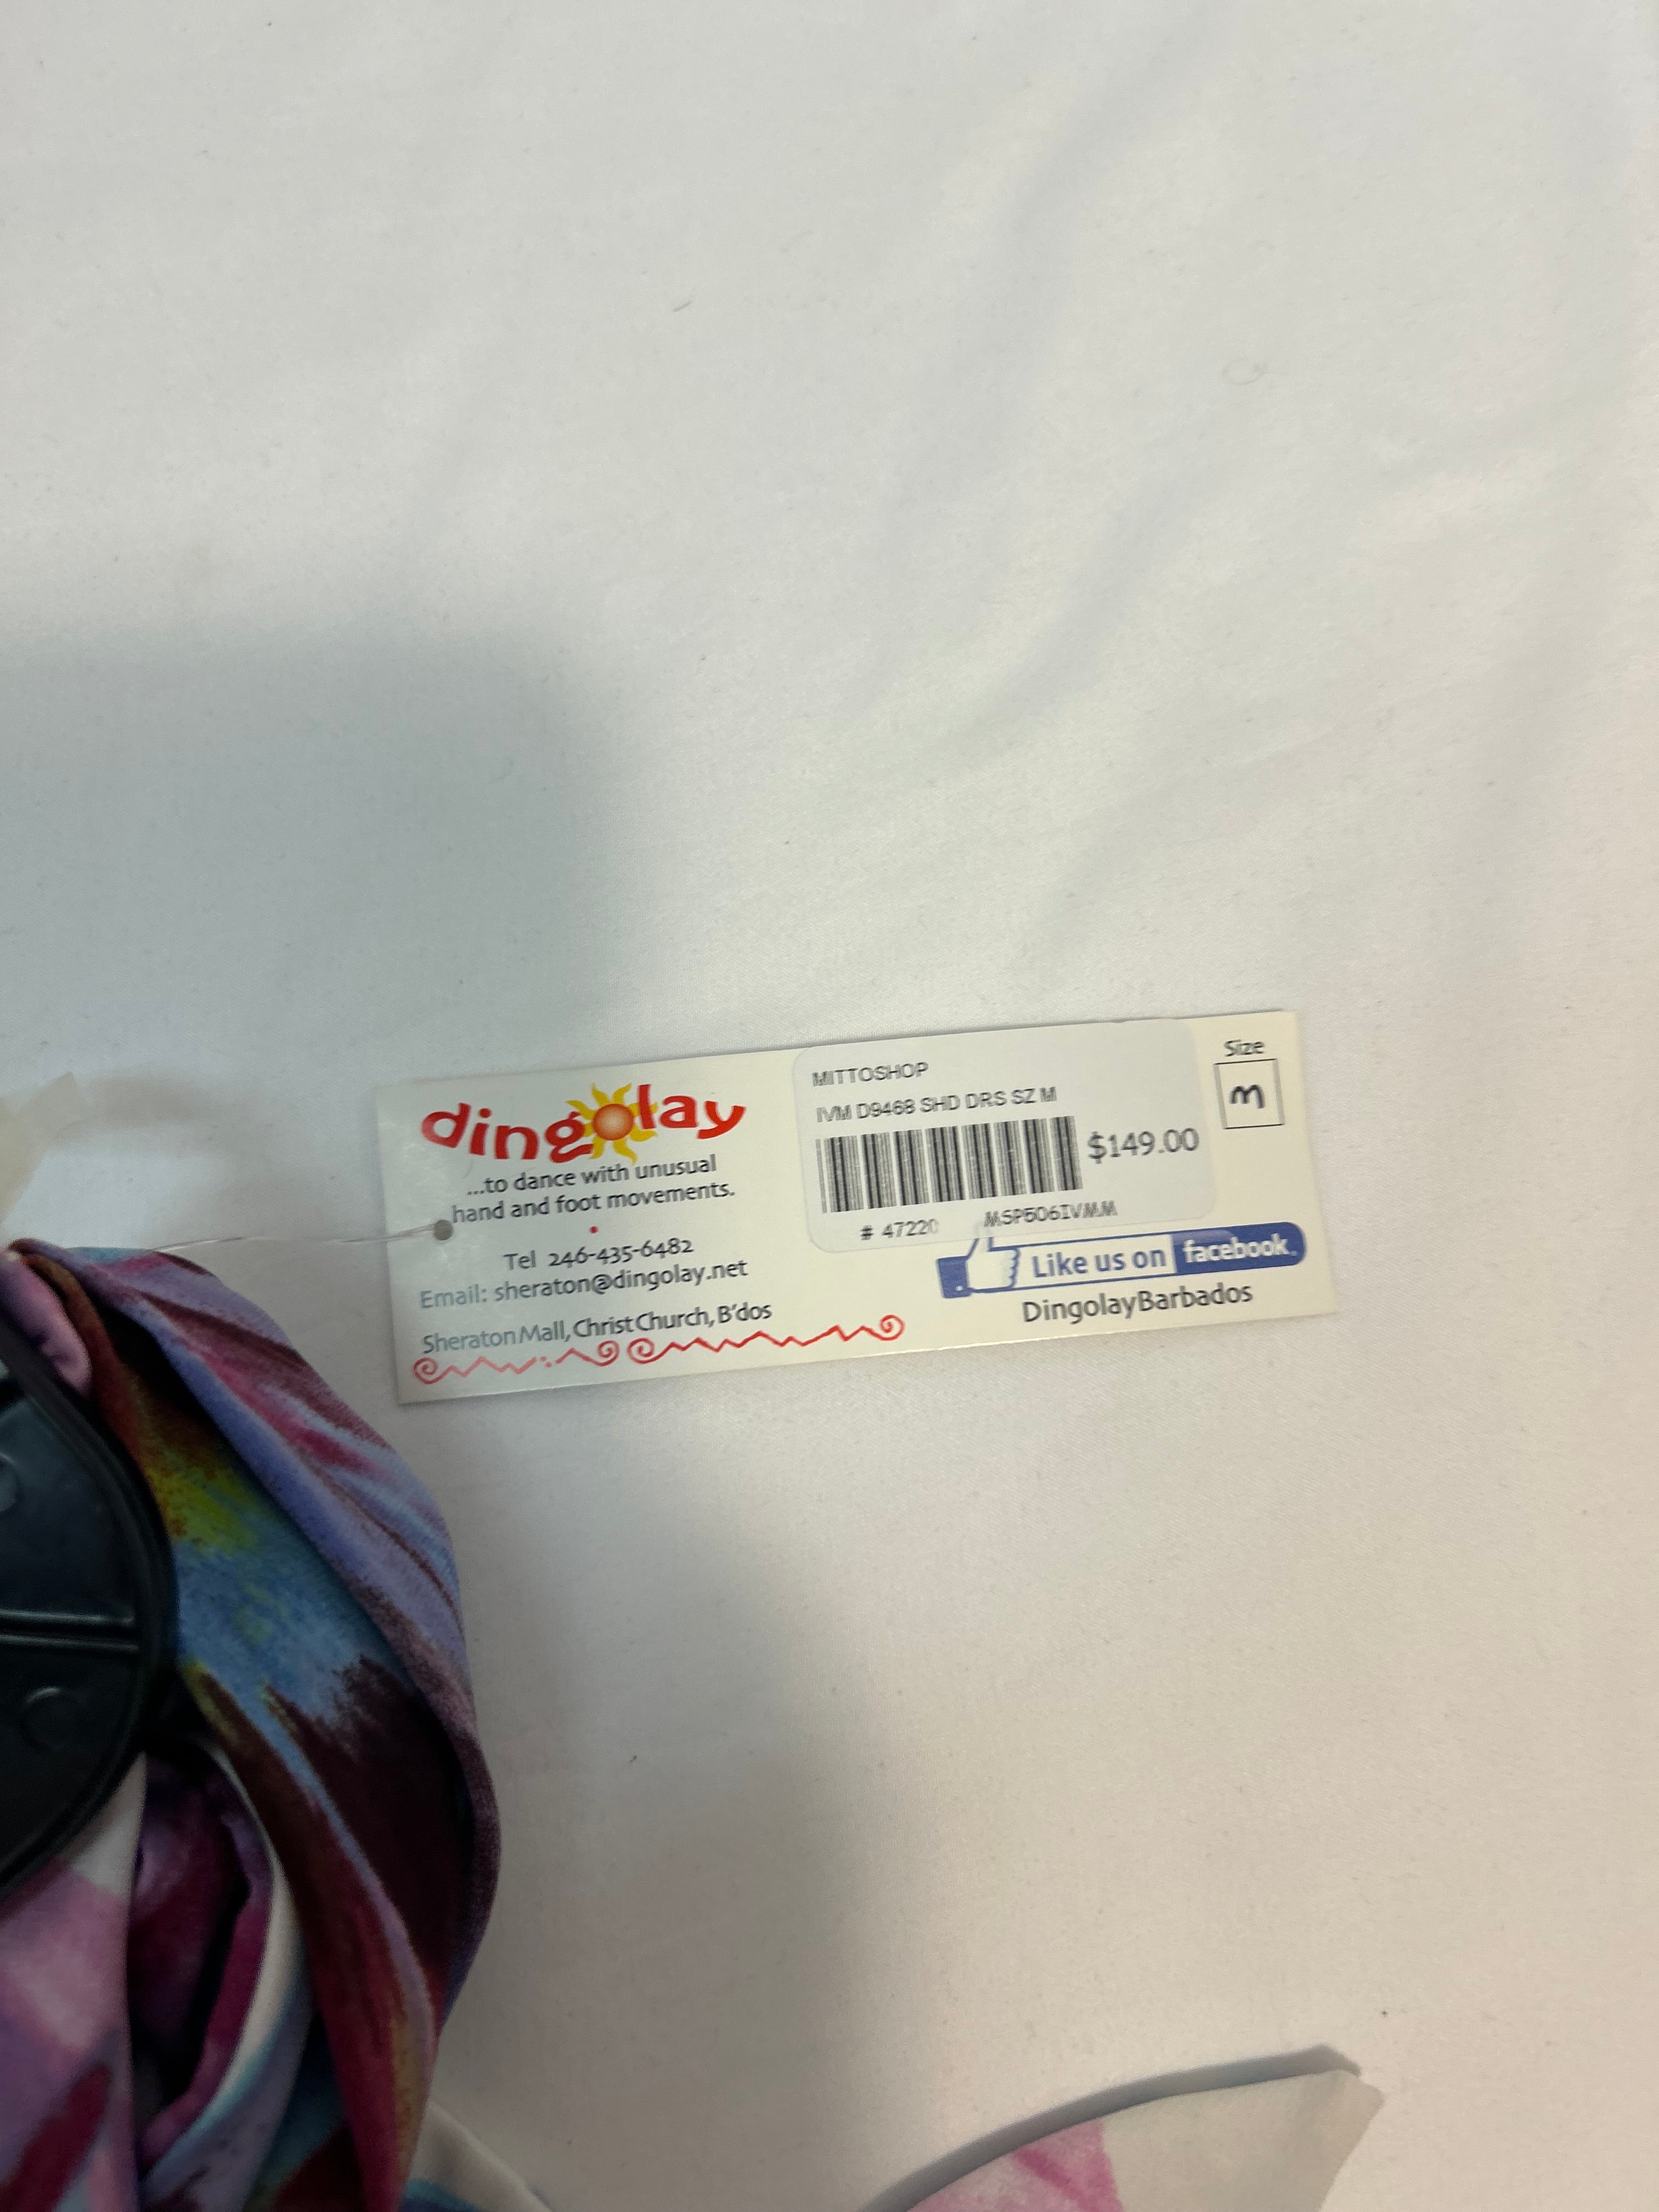 dingolay
...to dance with unusual
hand and foot movements.
Tel 246-435-6482
Email: sheraton@dingolay.net
Sheraton Mall, Christ Church, B'dos
MITTOSHOP
IVM D9468 SHD DRS SZ M
$149.00
# 47220 MSP506IVMM
Size
M
Like us on facebook.
DingolayBarbados